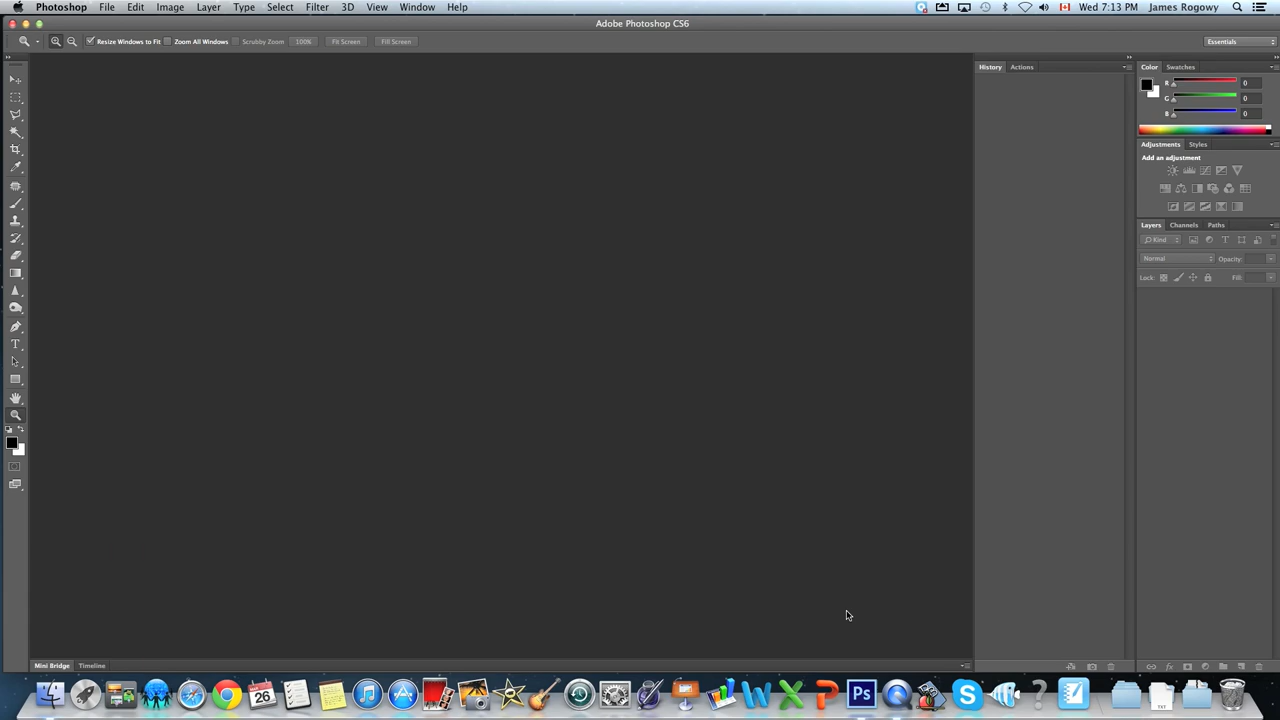 Photoshop File Edit Image Layer Type Select Filter 3D View Window Help Wed 7:13 PM James Rogowy
Adobe Photoshop CS6
Resize Windows to Fit Zoom All Windows Scrubby Zoom 100% Fit Screen Fill Screen Essentials
History Actions Color Swatches
R 0
G 0
B 0
Adjustments Styles
Add an adjustment
Layers Channels Paths
Kind
Normal Opacity:
Lock: Fill:
Mini Bridge Timeline
26
TXT
Ps